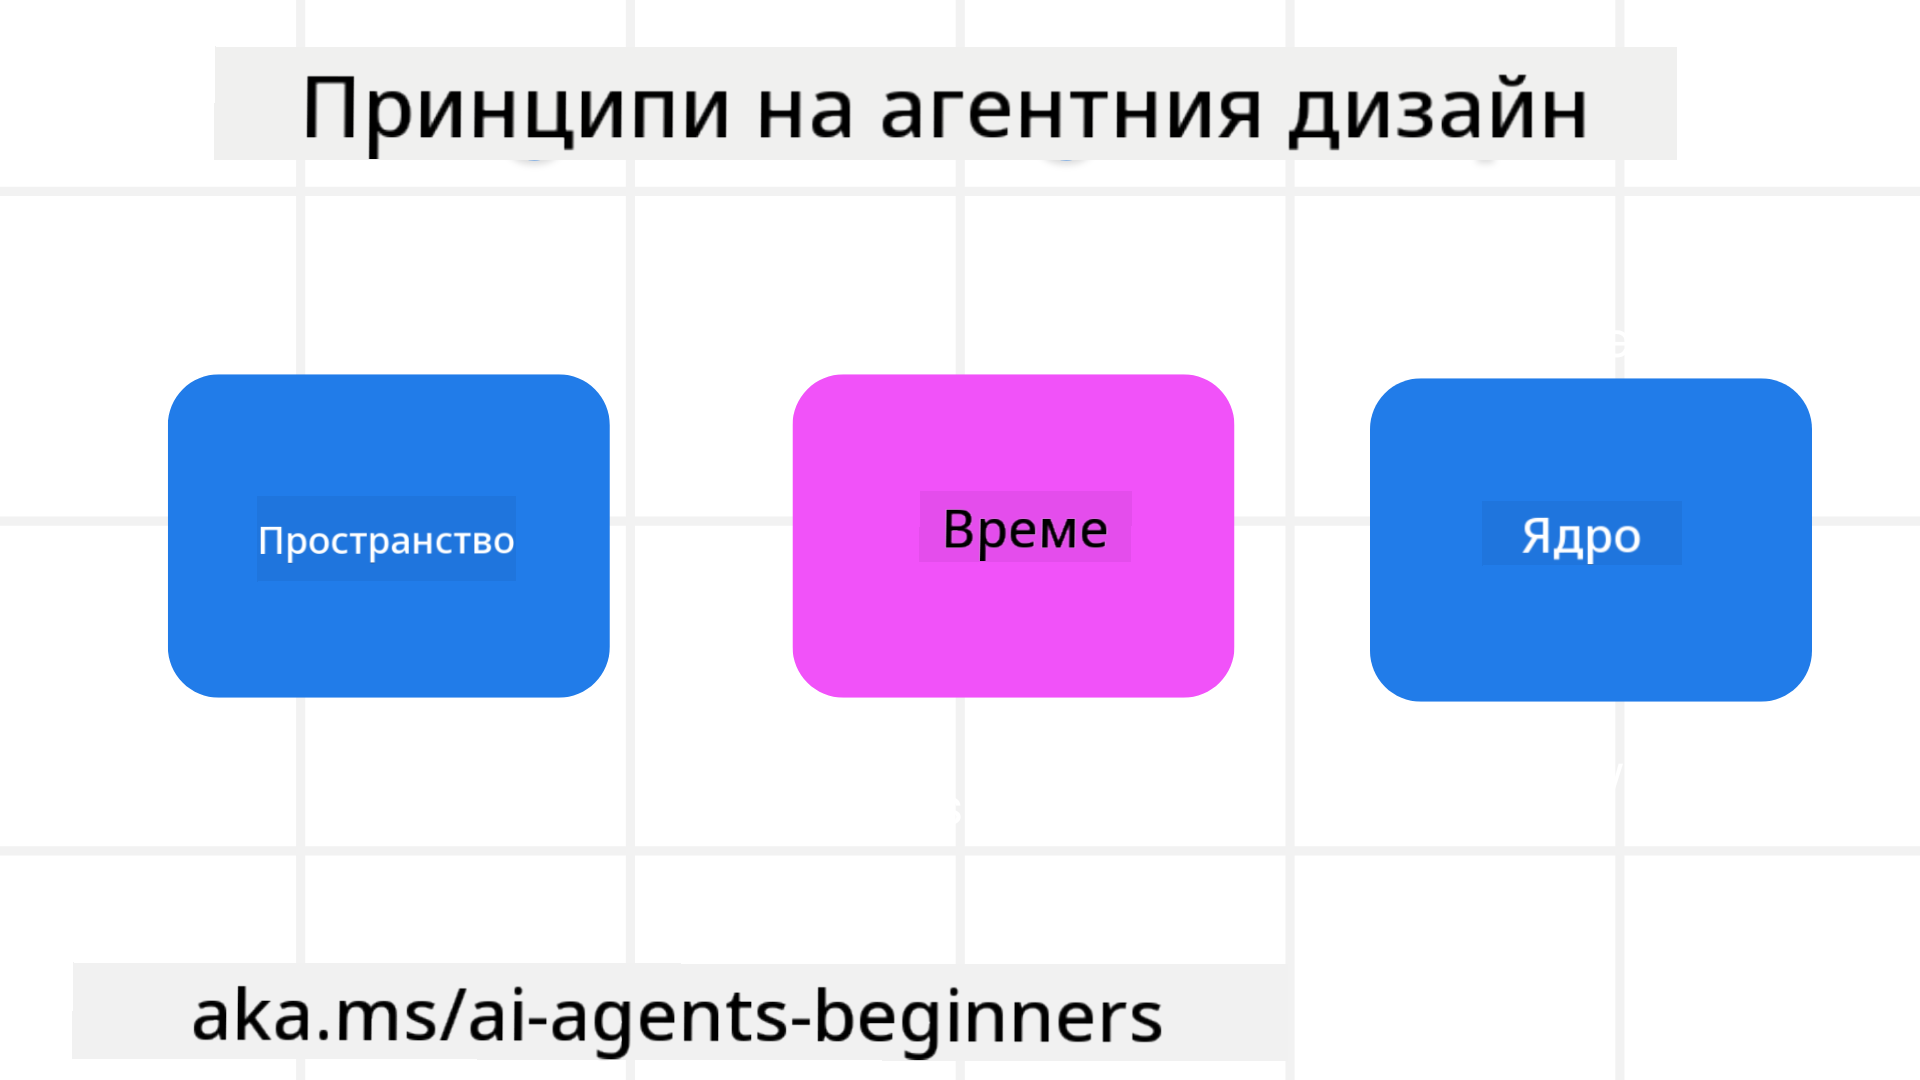 Принципи на агентния дизайн
Пространство
Време
Ядро
aka.ms/ai-agents-beginners